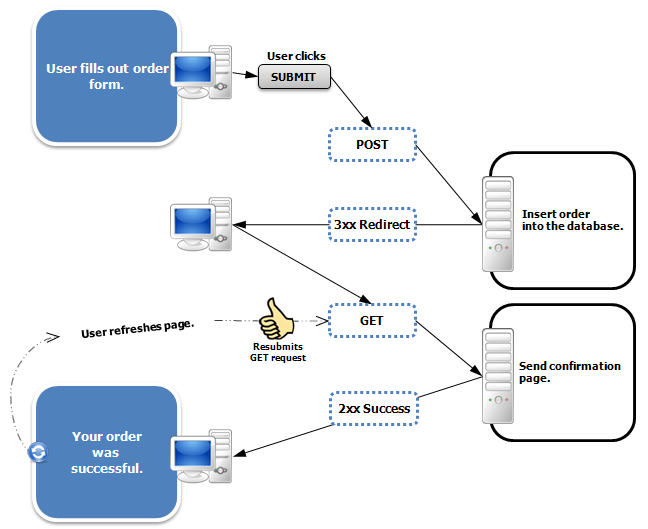 User fills out order
form.
User clicks
SUBMIT
POST
Insert order
into the database.
3xx Redirect
GET
User refreshes page.
Resubmits
GET request
Send confirmation
page.
2xx Success
Your order
was
successful.